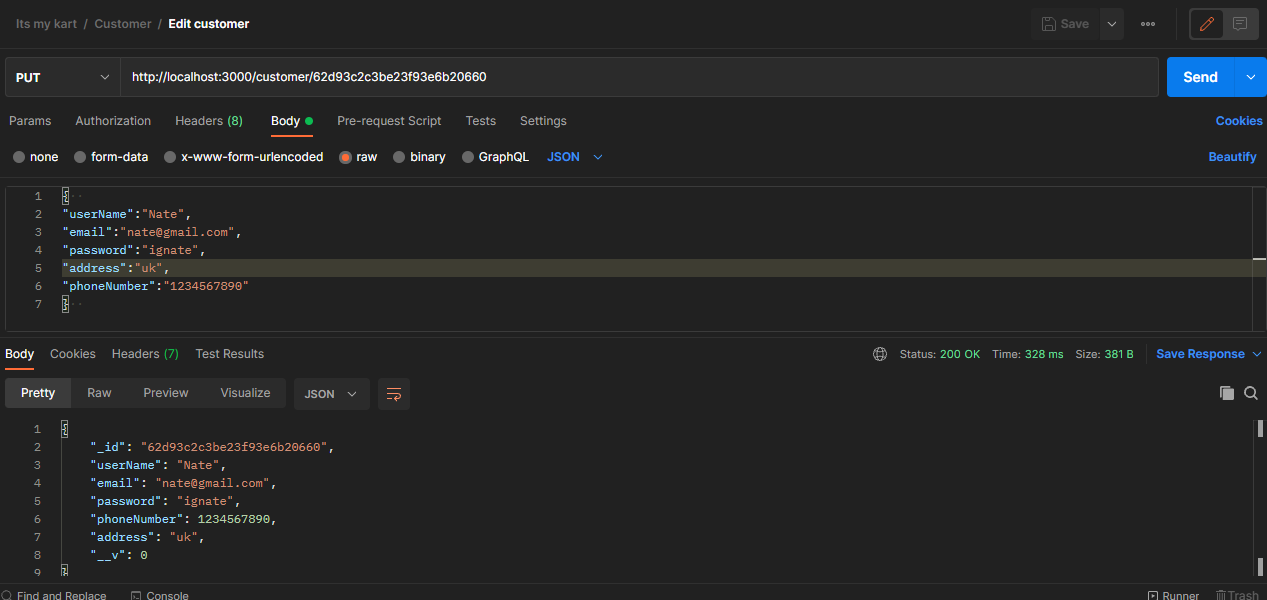 Its my kart / Customer / Edit customer
Save
PUT
http://localhost:3000/customer/62d93c2c3be23f93e6b20660
Send
Params Authorization Headers (8) Body Pre-request Script Tests Settings Cookies
none form-data x-www-form-urlencoded raw binary GraphQL JSON Beautify
1 {
2 "userName":"Nate",
3 "email":"nate@gmail.com",
4 "password":"ignate",
5 "address":"uk",
6 "phoneNumber":"1234567890"
7 }
Body Cookies Headers (7) Test Results Status: 200 OK Time: 328 ms Size: 381 B Save Response
Pretty Raw Preview Visualize JSON
1 {
2 "_id": "62d93c2c3be23f93e6b20660",
3 "userName": "Nate",
4 "email": "nate@gmail.com",
5 "password": "ignate",
6 "phoneNumber": 1234567890,
7 "address": "uk",
8 "__v": 0
9 }
Find and Replace Console Runner Trash